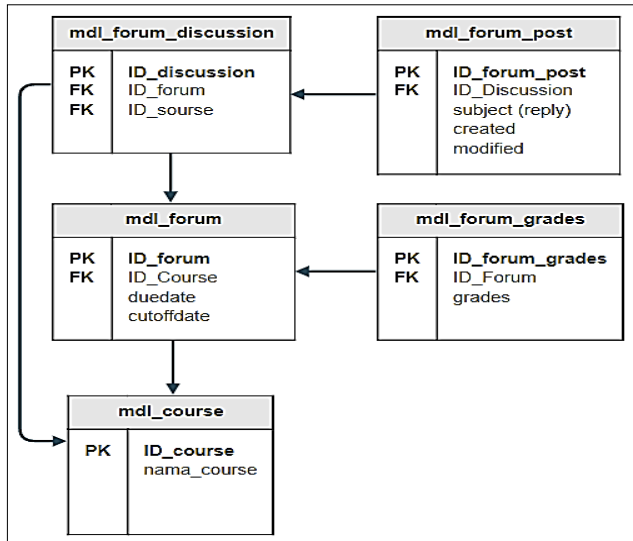 mdl_forum_discussion
PK ID_discussion
FK ID_forum
FK ID_sourse
mdl_forum_post
PK ID_forum_post
FK ID_Discussion
subject (reply)
created
modified
mdl_forum
PK ID_forum
FK ID_Course
duedate
cutoffdate
mdl_forum_grades
PK ID_forum_grades
FK ID_Forum
grades
mdl_course
PK ID_course
nama_course